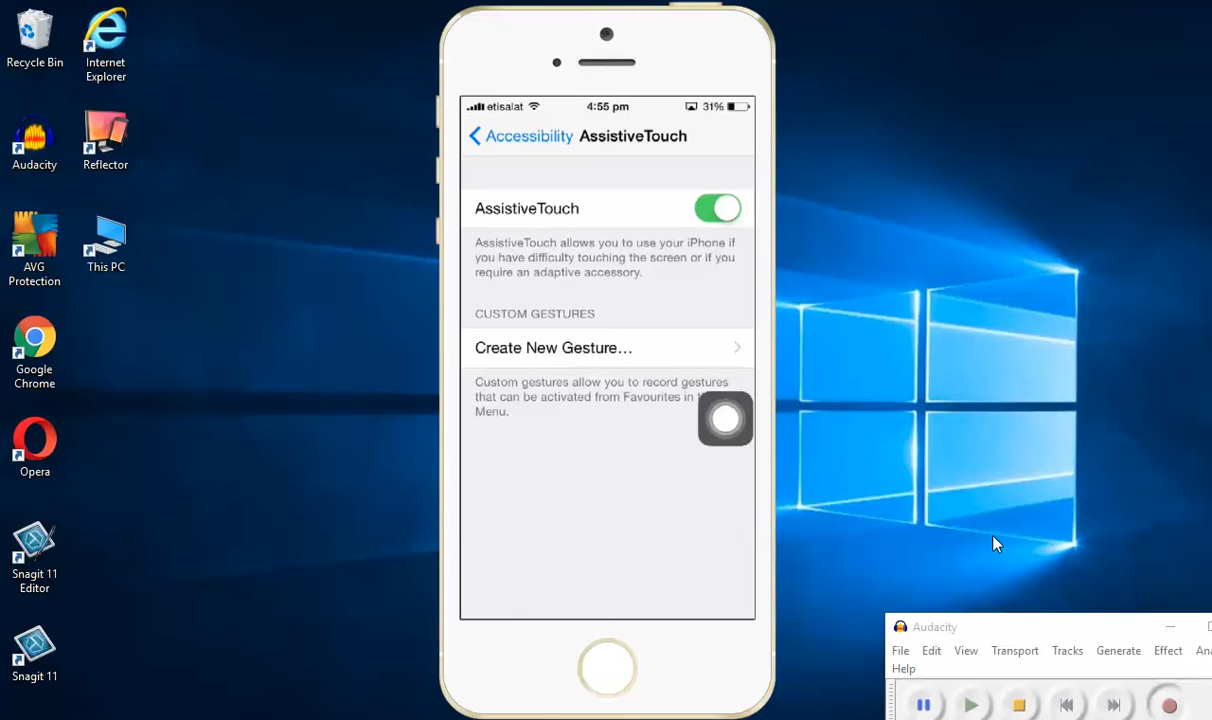 Recycle Bin
Internet
Explorer
Audacity
Reflector
AVG
Protection
This PC
Google
Chrome
Opera
Snagit 11
Editor
Snagit 11
etisalat
4:55 pm
31%
Accessibility
AssistiveTouch
AssistiveTouch
AssistiveTouch allows you to use your iPhone if
you have difficulty touching the screen or if you
require an adaptive accessory.
CUSTOM GESTURES
Create New Gesture...
Custom gestures allow you to record gestures
that can be activated from Favourites in
Menu.
Audacity
File Edit View Transport Tracks Generate Effect
Help